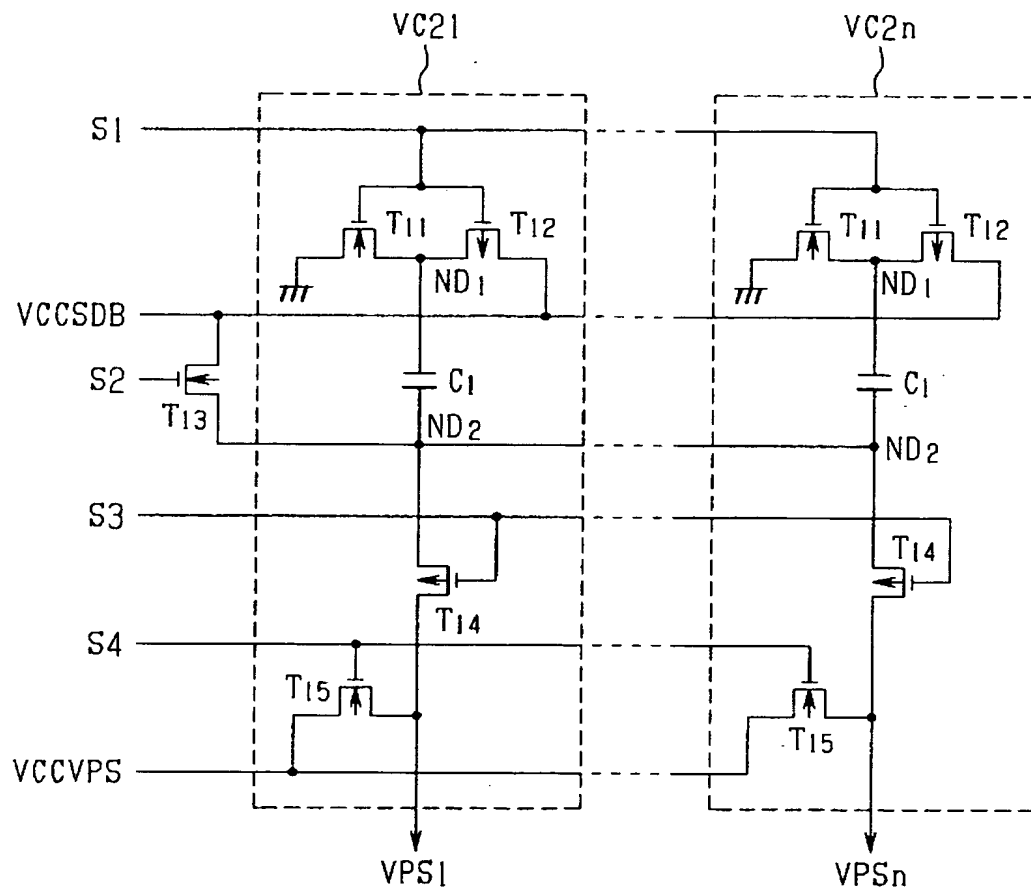 VC21 VC2n
S1
T11 T12 T11 T12
ND1 ND1
VCCSDB
S2 C1 C1
T13
ND2 ND2
S3
T14
T14
S4
T15
T15
VCCVPS
VPS1 VPSn